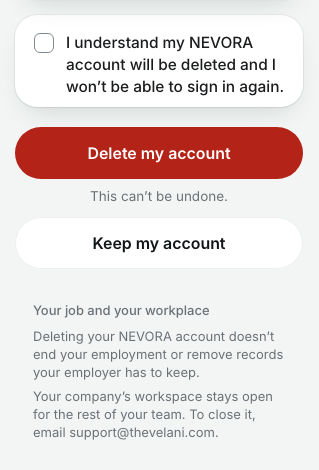 I understand my NEVORA
account will be deleted and I
won’t be able to sign in again.
Delete my account
This can’t be undone.
Keep my account
Your job and your workplace
Deleting your NEVORA account doesn’t
end your employment or remove records
your employer has to keep.
Your company’s workspace stays open
for the rest of your team. To close it,
email support@thevelani.com.